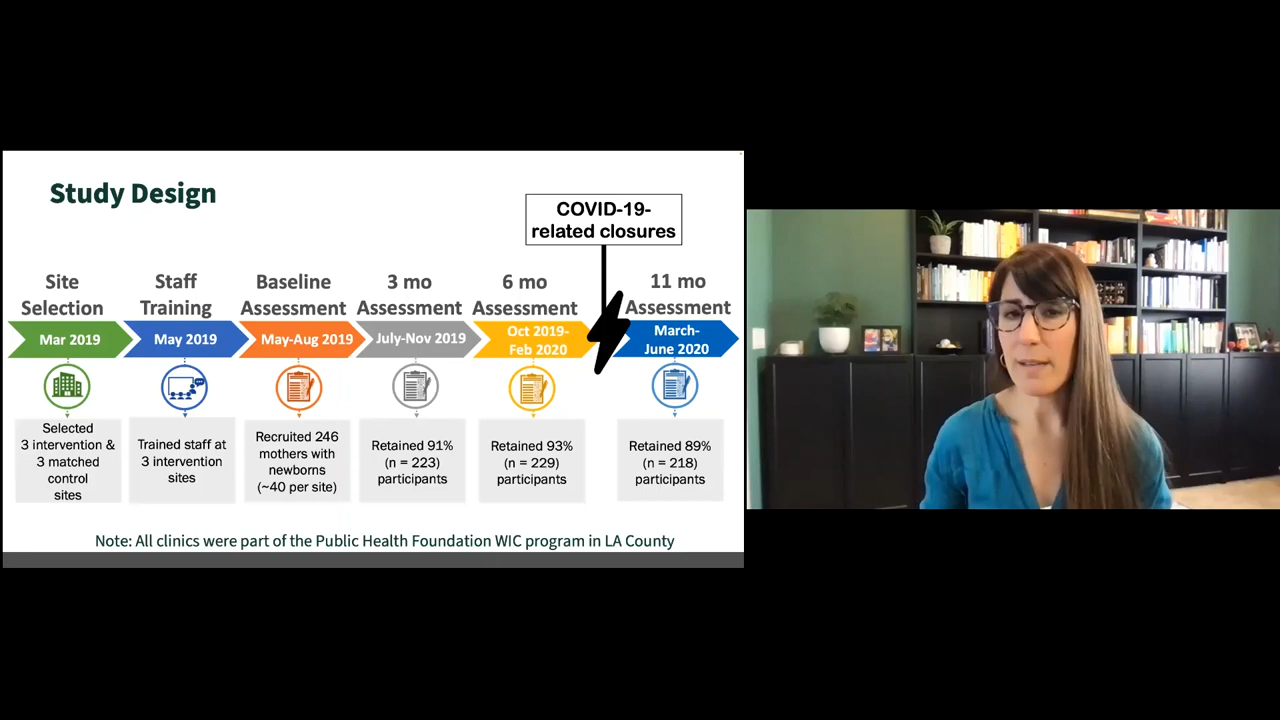 Study Design
COVID-19-
related closures
Site
Selection
Staff
Training
Baseline
Assessment
3 mo
Assessment
6 mo
Assessment
11 mo
Assessment
Mar 2019
May 2019
May-Aug 2019
July-Nov 2019
Oct 2019-
Feb 2020
March-
June 2020
Selected
3 intervention &
3 matched
control
sites
Trained staff at
3 intervention
sites
Recruited 246
mothers with
newborns
(~40 per site)
Retained 91%
(n = 223)
participants
Retained 93%
(n = 229)
participants
Retained 89%
(n = 218)
participants
Note: All clinics were part of the Public Health Foundation WIC program in LA County